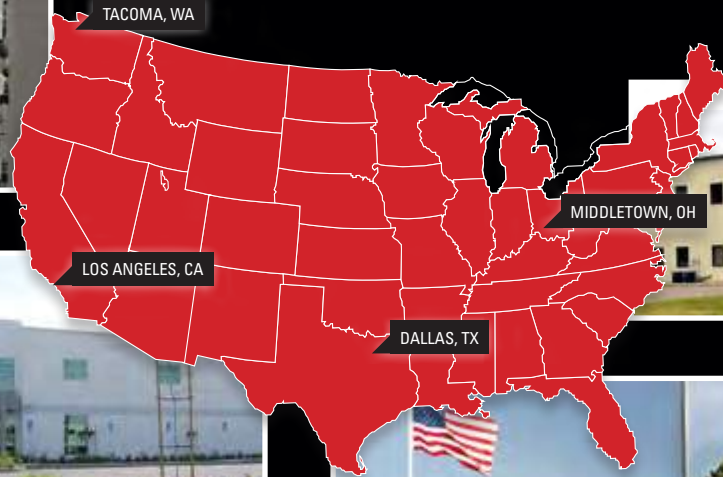 TACOMA, WA
MIDDLETOWN, OH
LOS ANGELES, CA
DALLAS, TX